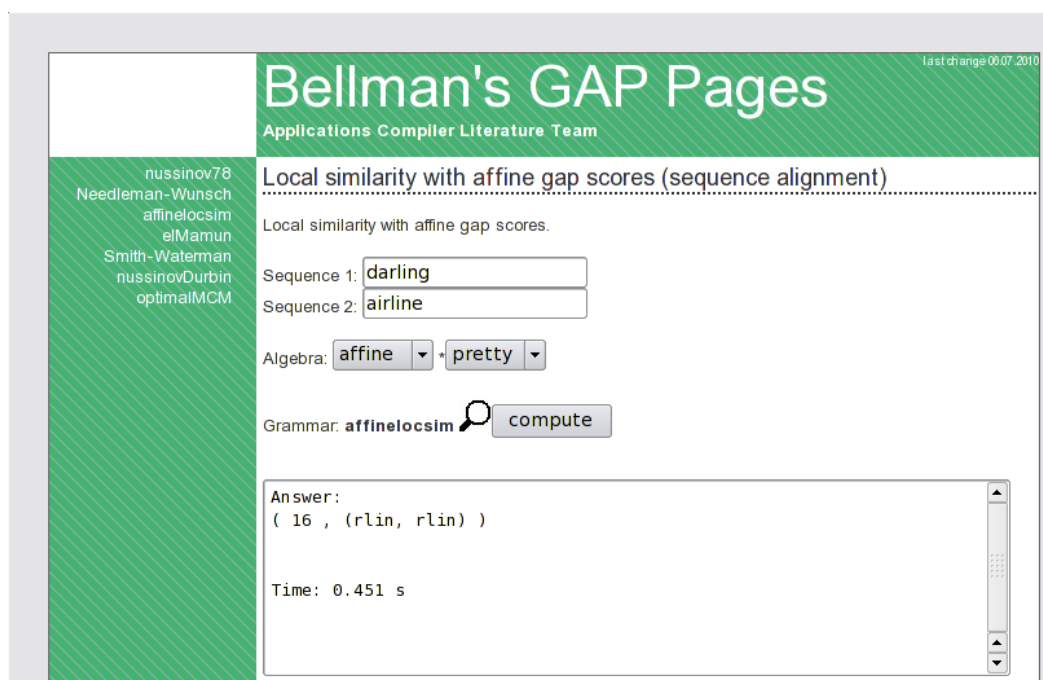 last change 06.07.2010
Bellman's GAP Pages
Applications Compiler Literature Team
nussinov78
Needleman-Wunsch
affinelocsim
elMamun
Smith-Waterman
nussinovDurbin
optimalMCM
Local similarity with affine gap scores (sequence alignment)
Local similarity with affine gap scores.
Sequence 1: darling
Sequence 2: airline
Algebra: affine * pretty
Grammar: affinelocsim compute
Answer:
( 16 , (rlin, rlin) )
Time: 0.451 s